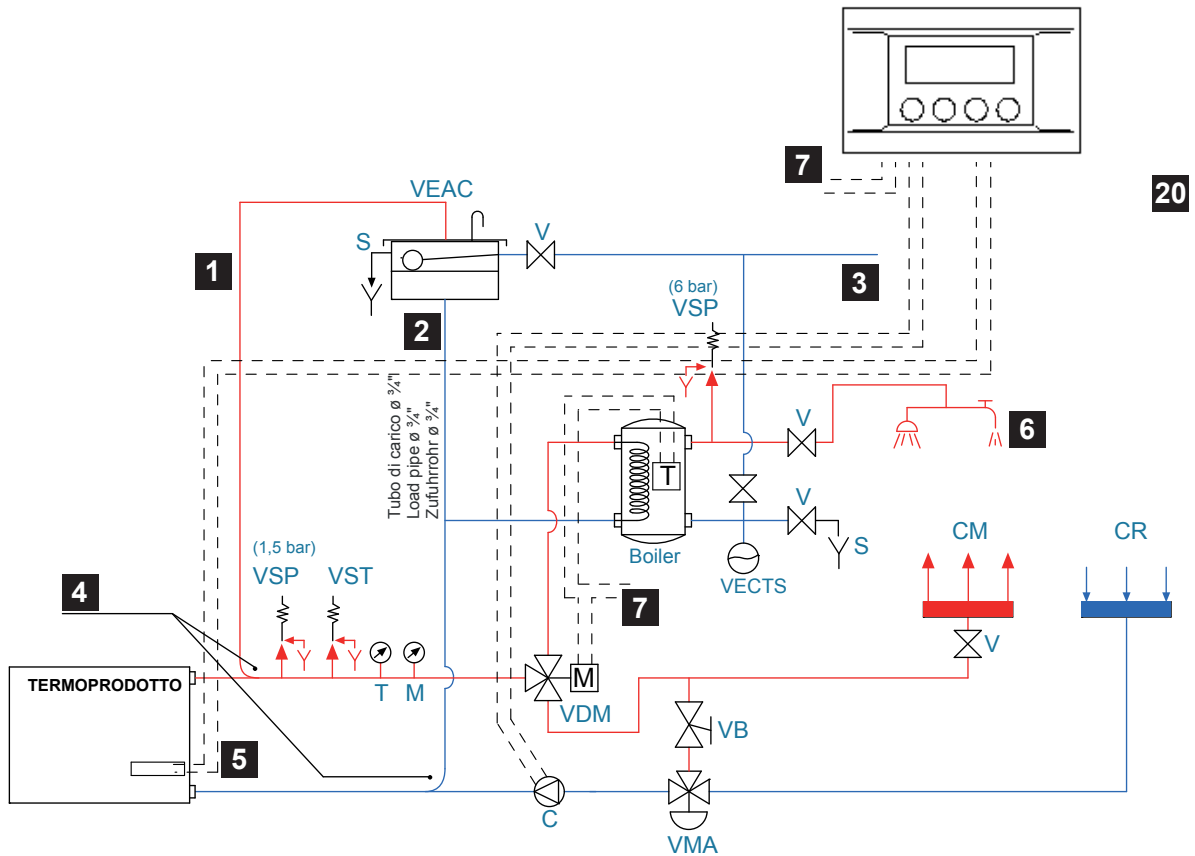 7
20
VEAC
S
V
1
3
(6 bar)
VSP
2
Tubo di carico ø ¾"
Load pipe ø ¾"
Zufuhrrohr ø ¾"
V
6
T
V
(1,5 bar)
VSP
VST
Boiler
S
CM
CR
VECTS
4
7
V
TERMOPRODOTTO
T
M
M
VDM
VB
5
C
VMA